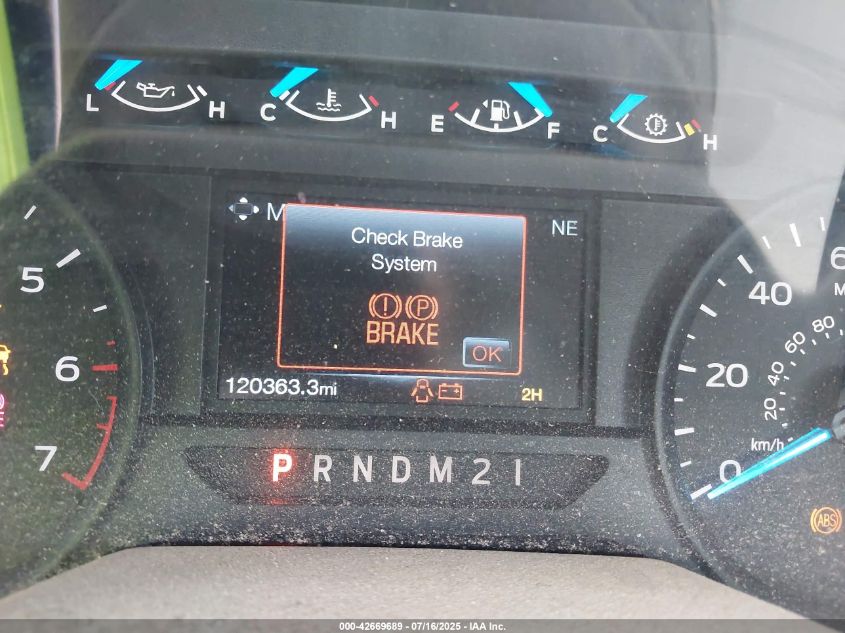 L H C H E F C H
M
NE
Check Brake
System
BRAKE
OK
120363.3mi
2H
5
6
7
P R N D M 2 1
40
20
0
80
60
40
20
km/h
ABS
000-42669689 - 07/16/2025 - IAA Inc.